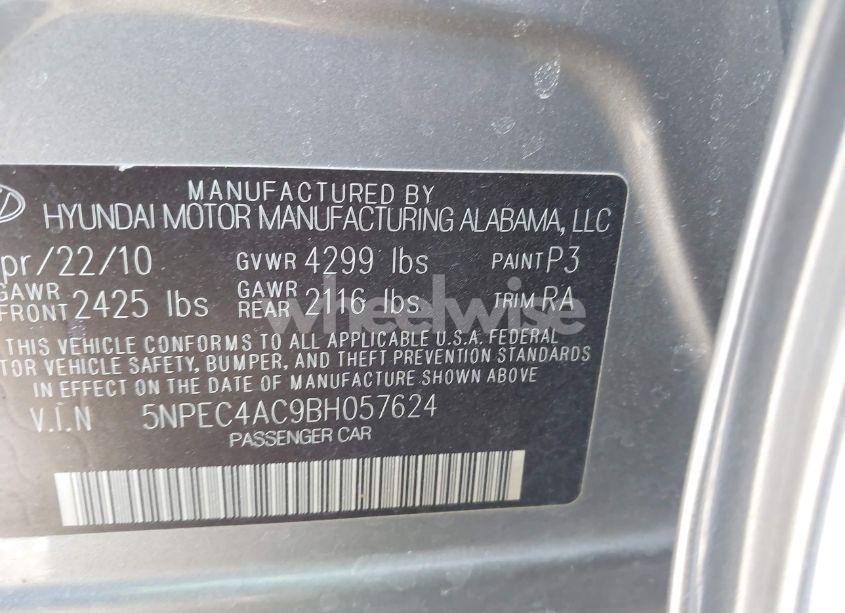 MANUFACTURED BY
HYUNDAI MOTOR MANUFACTURING ALABAMA, LLC
pr/22/10 GVWR 4299 lbs PAINT P3
GAWR FRONT 2425 lbs GAWR REAR 2116 lbs TRIM RA
wheelwise
THIS VEHICLE CONFORMS TO ALL APPLICABLE U.S.A. FEDERAL
TOR VEHICLE SAFETY, BUMPER, AND THEFT PREVENTION STANDARDS
IN EFFECT ON THE DATE OF MANUFACTURE SHOWN ABOVE
V.I.N 5NPEC4AC9BH057624
PASSENGER CAR